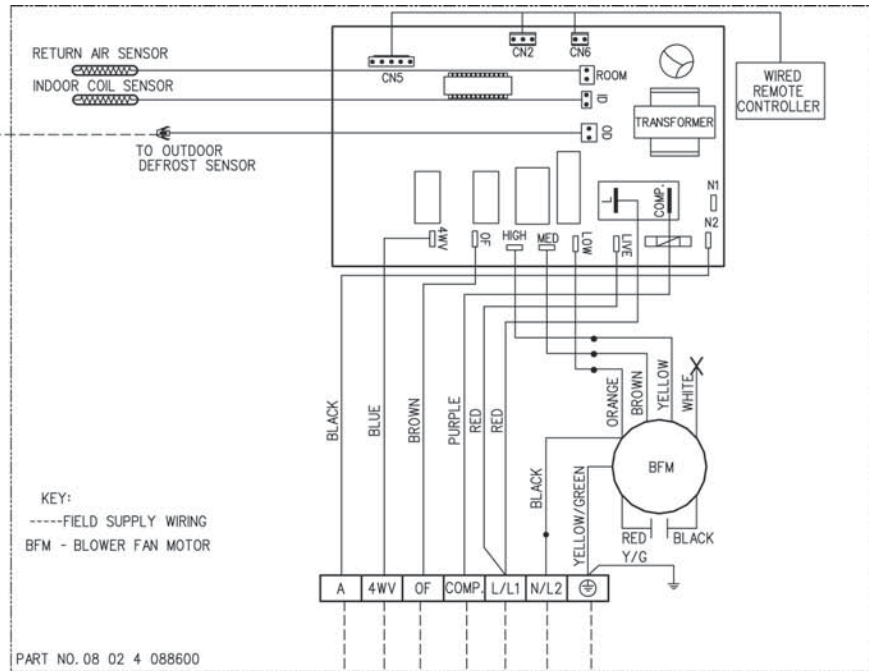 RETURN AIR SENSOR
INDOOR COIL SENSOR
TO OUTDOOR
DEFROST SENSOR
CN5
CN2
CN6
ROOM
ID
OD
TRANSFORMER
WIRED
REMOTE
CONTROLLER
4WV
OF
HIGH
MED
LOW
LIVE
L
COMP.
N1
N2
BLACK
BLUE
BROWN
PURPLE
RED
RED
BLACK
YELLOW/GREEN
ORANGE
BROWN
YELLOW
WHITE
BFM
RED
BLACK
Y/G
KEY:
-----FIELD SUPPLY WIRING
BFM - BLOWER FAN MOTOR
A
4WV
OF
COMP.
L/L1
N/L2
PART NO. 08 02 4 088600